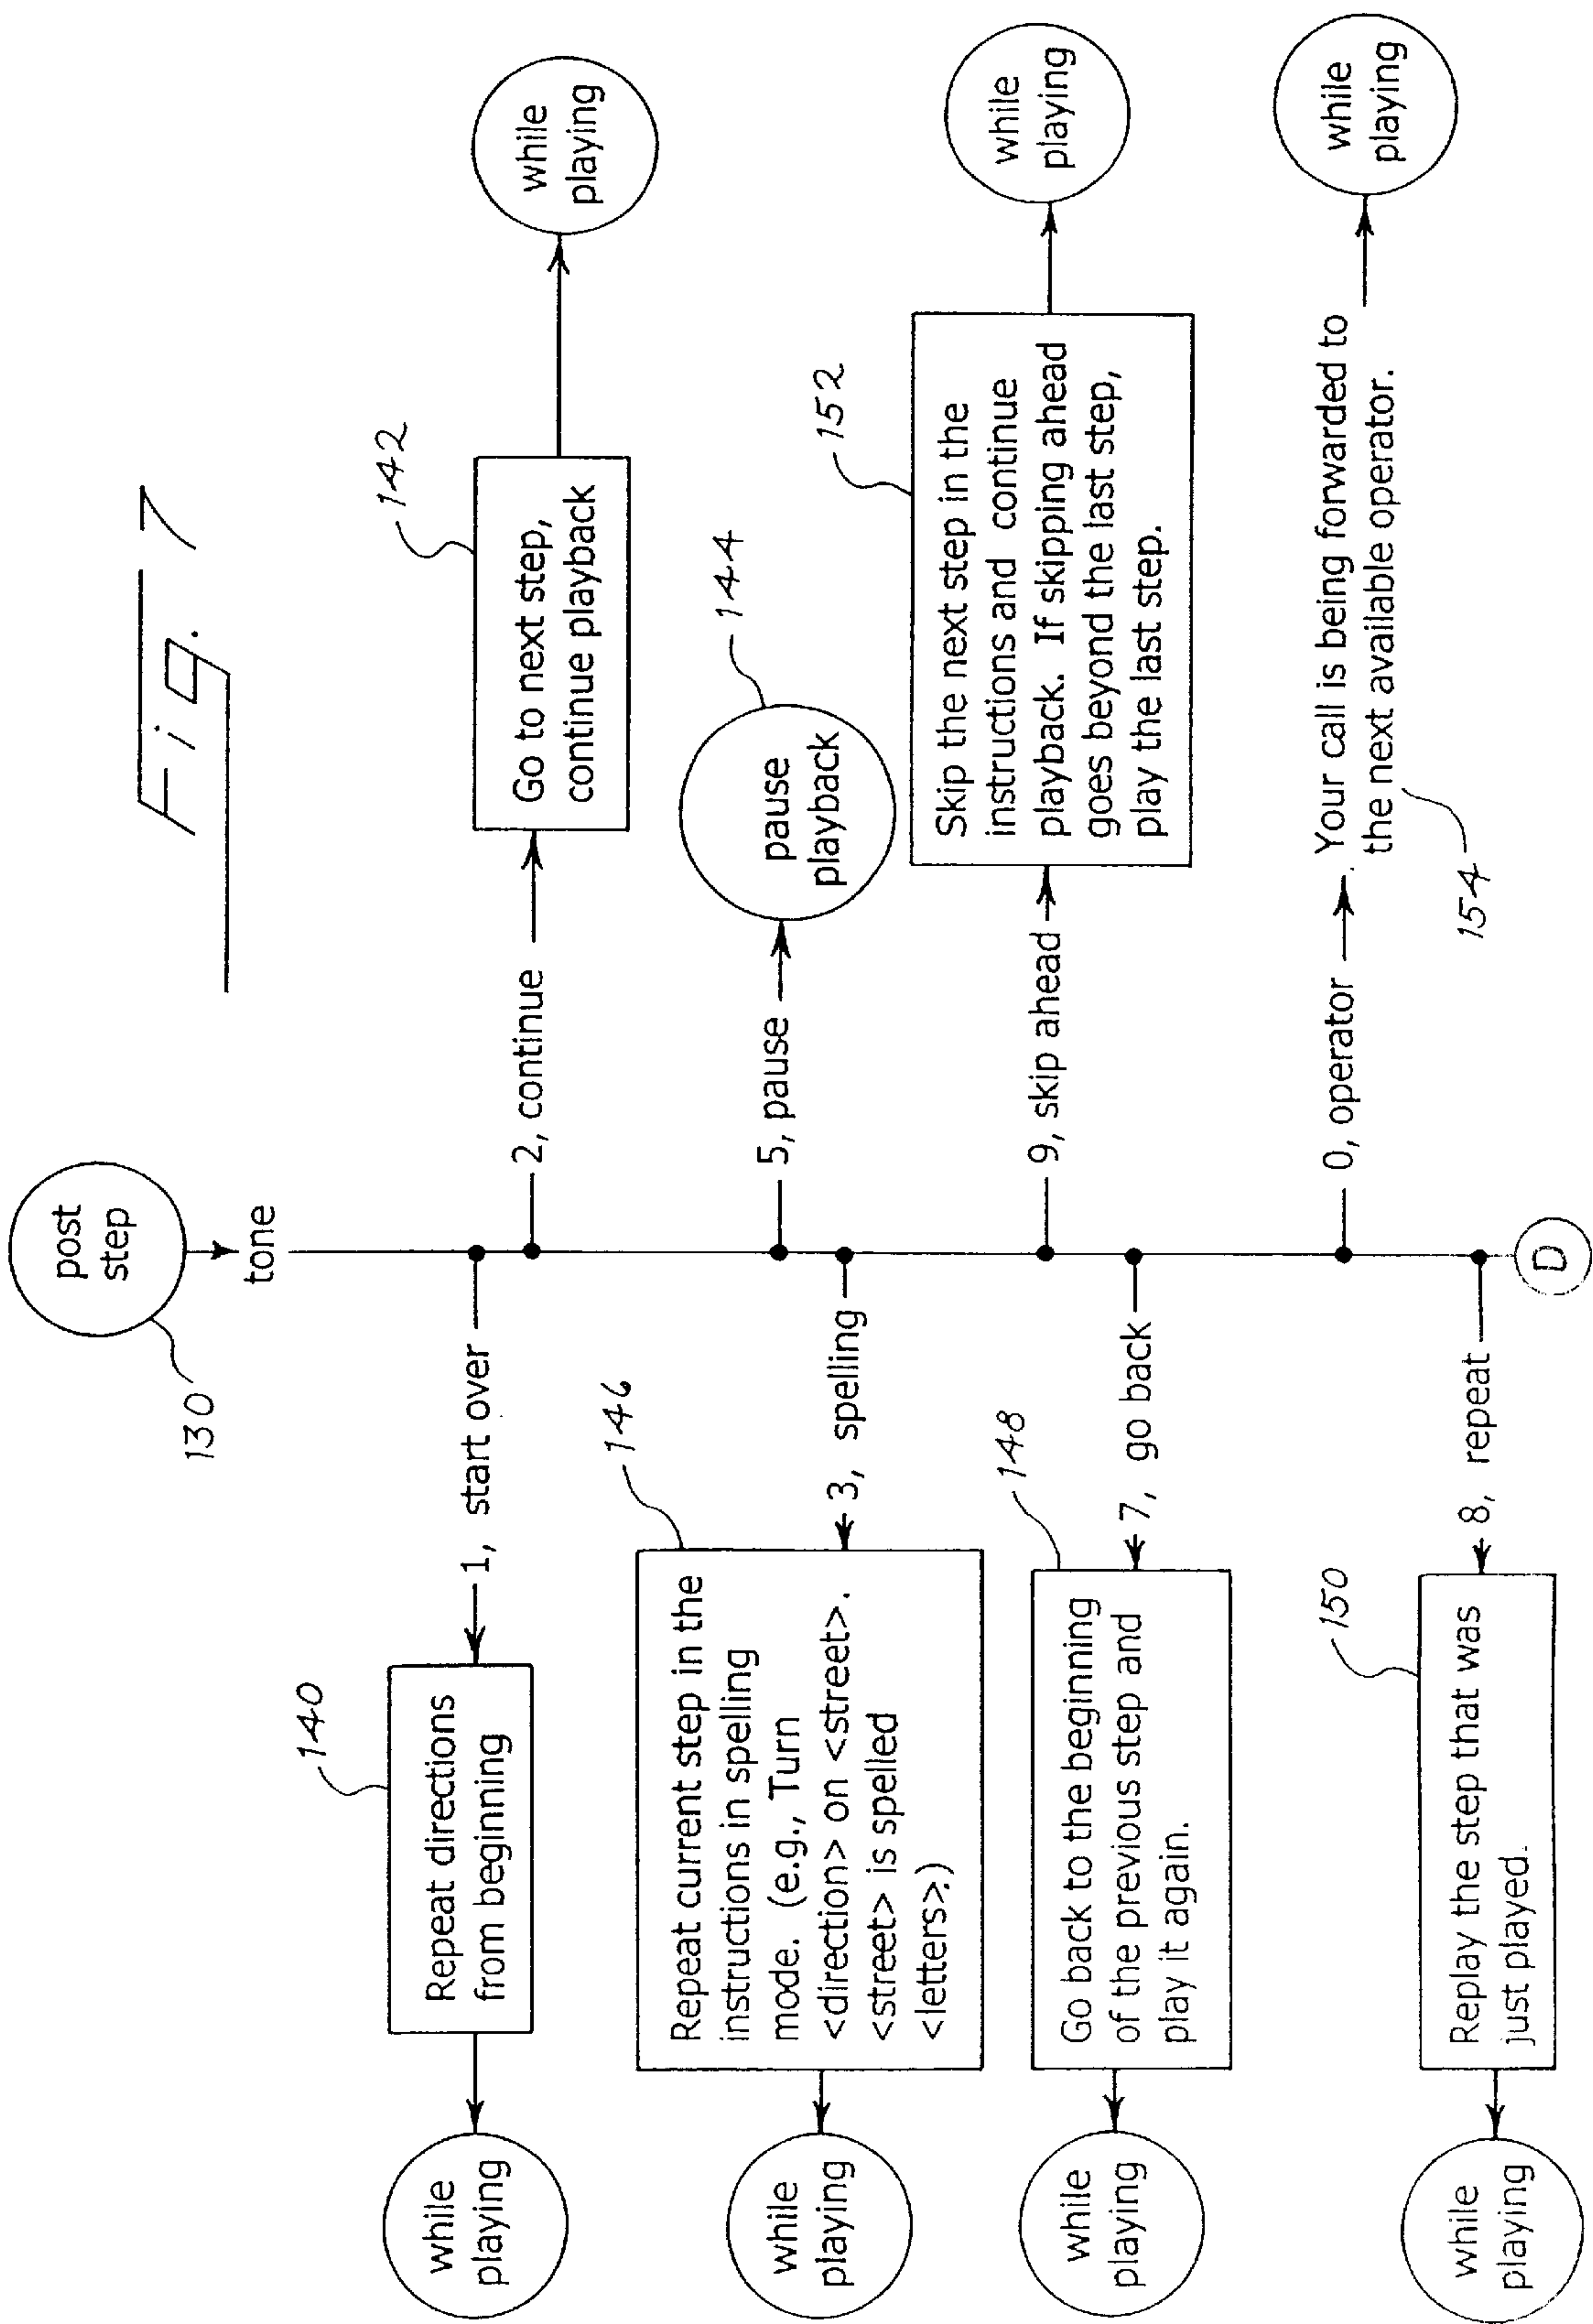 Fig. 7
post
step
130
tone
1, start over
140
Repeat directions
from beginning
while
playing
2, continue
142
Go to next step,
continue playback
while
playing
5, pause
144
pause
playback
3, spelling
146
Repeat current step in the
instructions in spelling
mode. (e.g., Turn
<direction> on <street>.
<street> is spelled
<letters>.)
while
playing
9, skip ahead
152
Skip the next step in the
instructions and continue
playback. If skipping ahead
goes beyond the last step,
play the last step.
while
playing
7, go back
148
Go back to the beginning
of the previous step and
play it again.
while
playing
0, operator
Your call is being forwarded to
the next available operator.
154
while
playing
8, repeat
150
Replay the step that was
just played.
while
playing
D